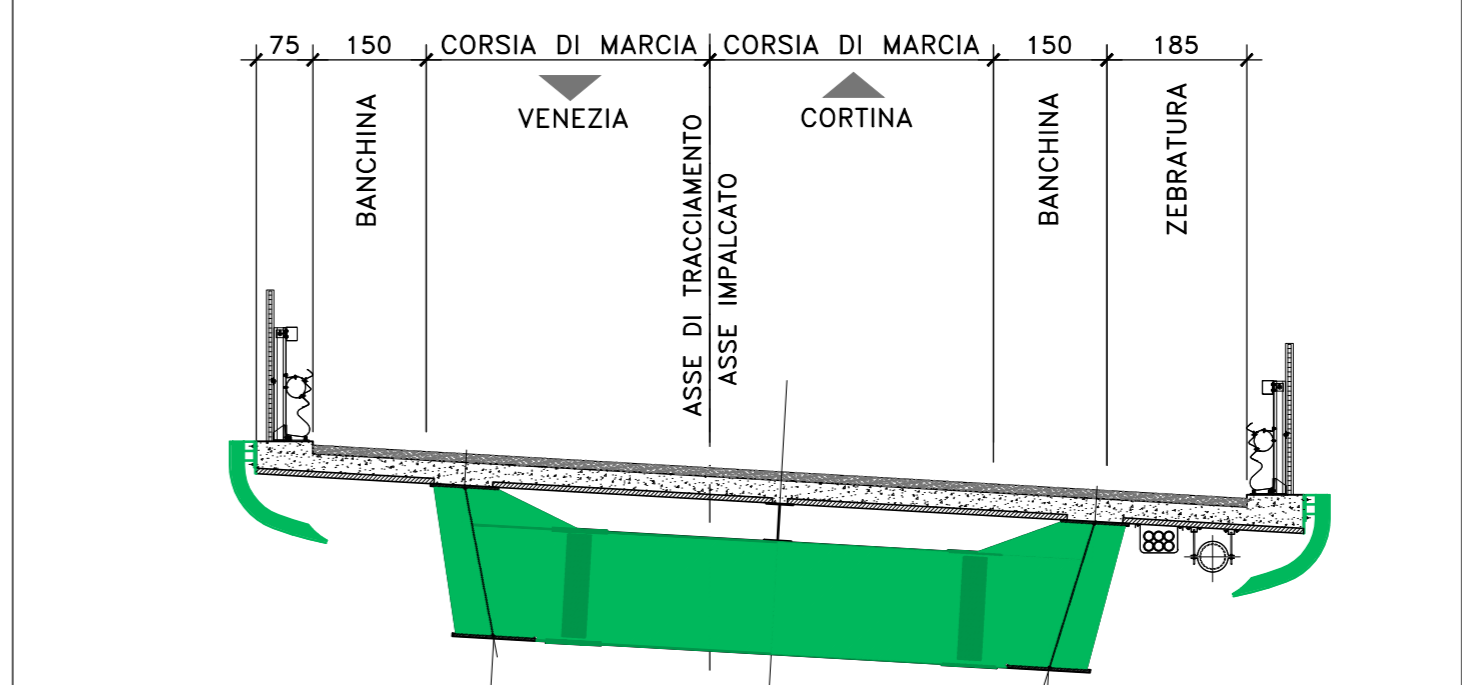 75 150 CORSIA DI MARCIA CORSIA DI MARCIA 150 185
VENEZIA CORTINA
BANCHINA
ASSE DI TRACCIAMENTO
ASSE IMPALCATO
BANCHINA
ZEBRATURA